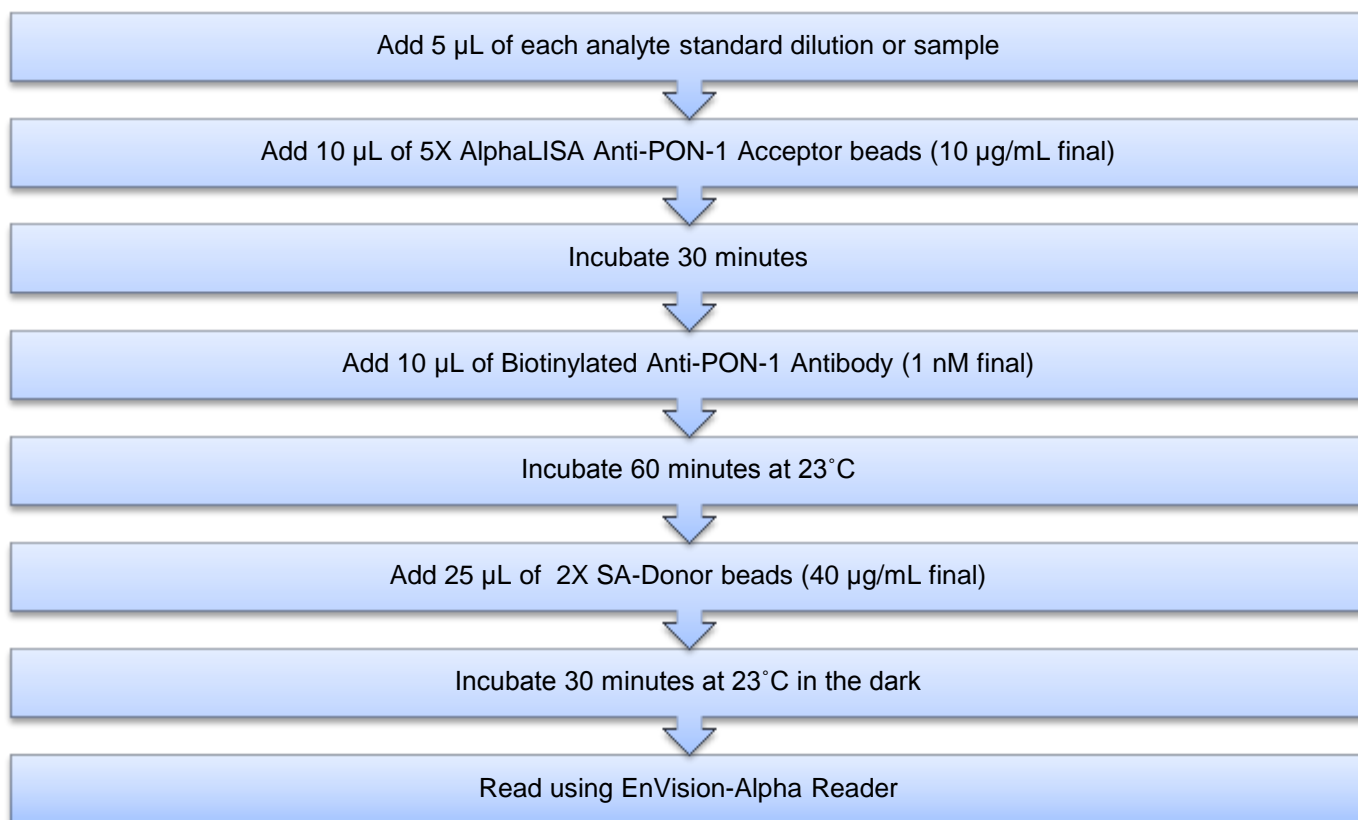 Add 5 µL of each analyte standard dilution or sample
Add 10 µL of 5X AlphaLISA Anti-PON-1 Acceptor beads (10 µg/mL final)
Incubate 30 minutes
Add 10 µL of Biotinylated Anti-PON-1 Antibody (1 nM final)
Incubate 60 minutes at 23˚C
Add 25 µL of  2X SA-Donor beads (40 µg/mL final)
Incubate 30 minutes at 23˚C in the dark
Read using EnVision-Alpha Reader